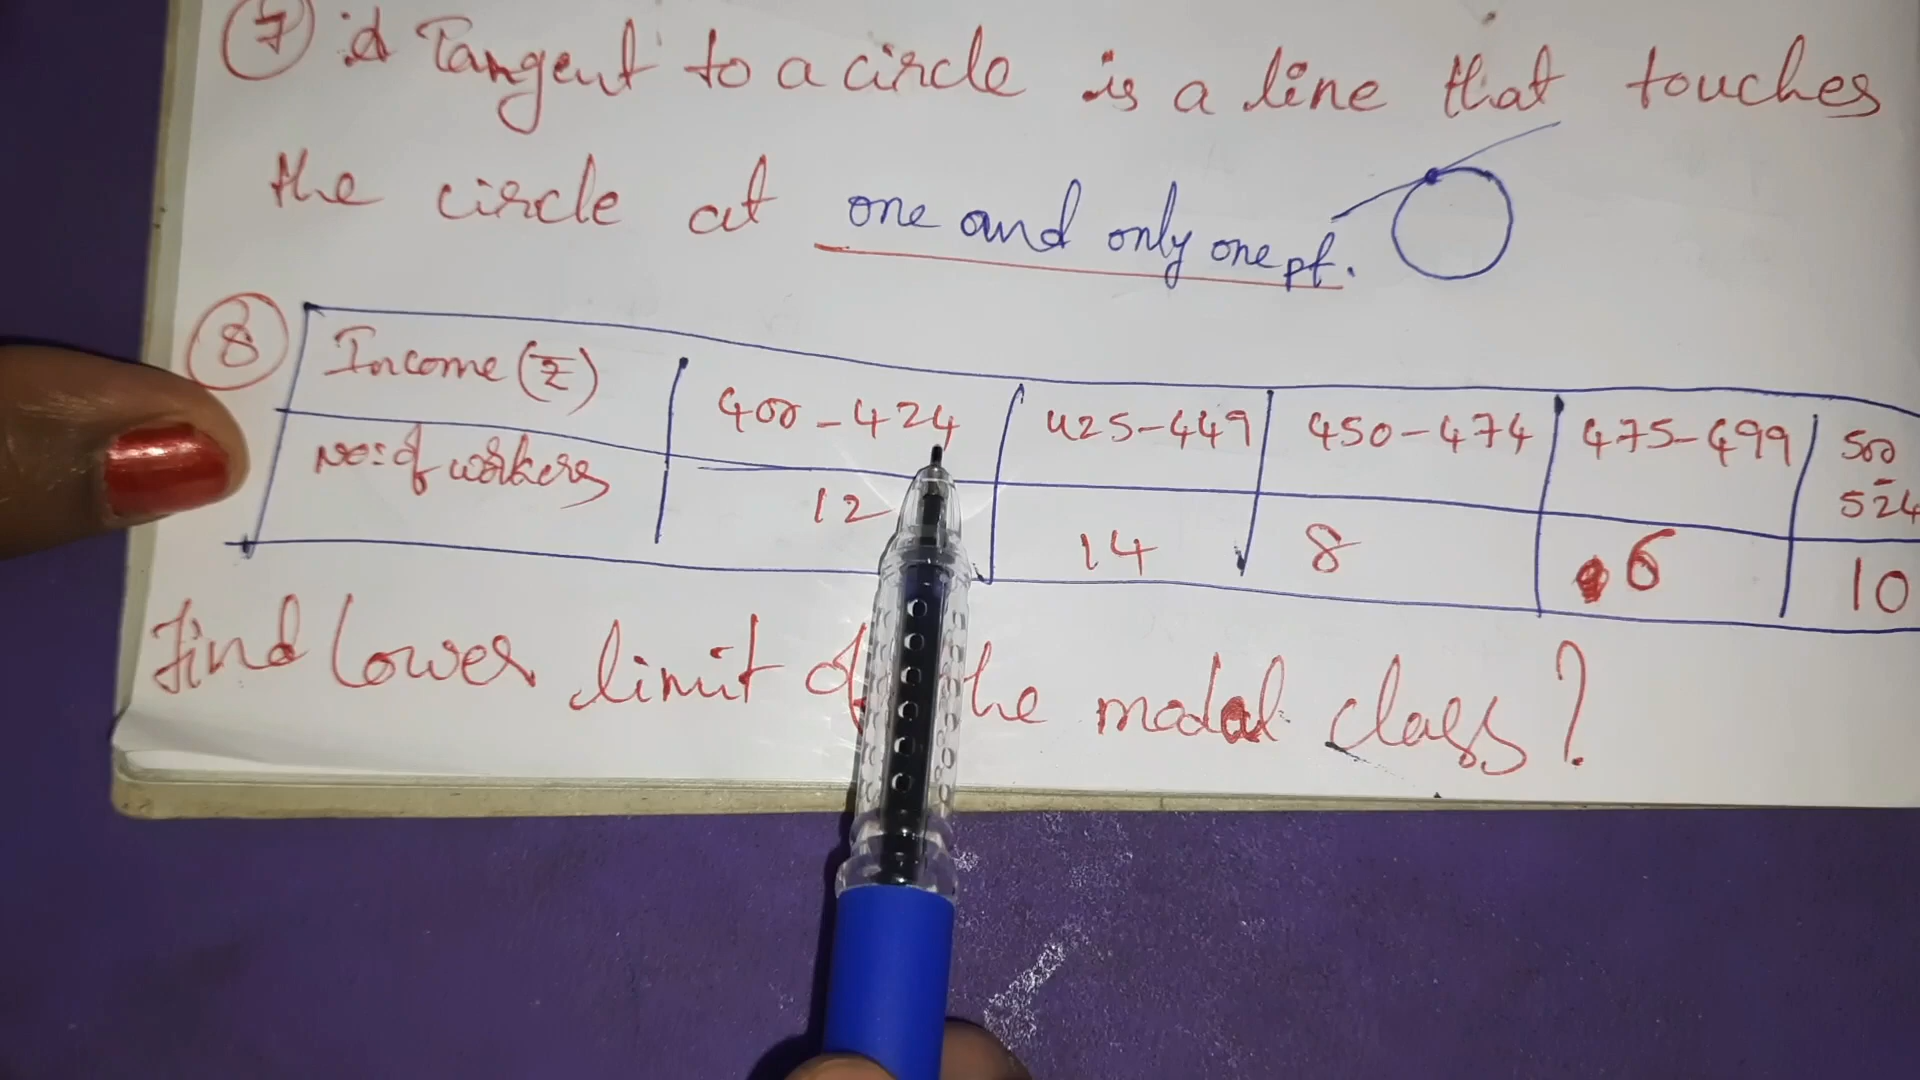 7 A Tangent to a circle is a line that touches
the circle at one and only one pt.
8 Income (₹) 400-424 425-449 450-474 475-499 500-524
No: of workers 12 14 8 6 10
Find lower limit of the modal class?